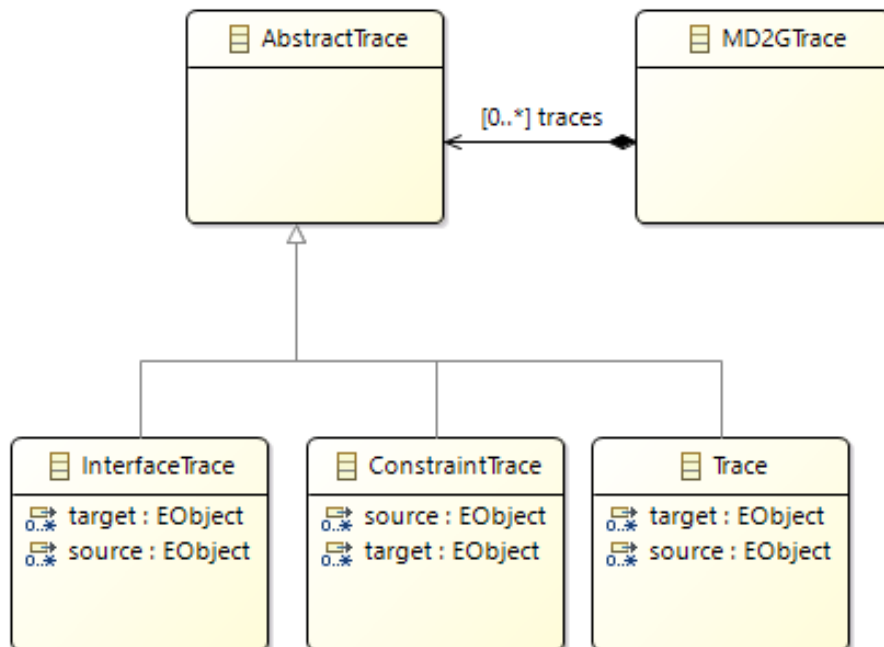 AbstractTrace
MD2GTrace
[0..*] traces
InterfaceTrace
0..* target : EObject
0..* source : EObject
ConstraintTrace
0..* source : EObject
0..* target : EObject
Trace
0..* target : EObject
0..* source : EObject